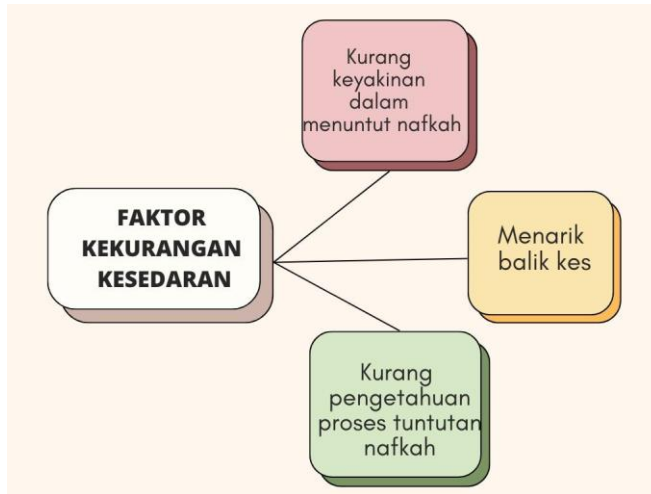 Kurang
keyakinan
dalam
menuntut nafkah
FAKTOR
KEKURANGAN
KESEDARAN
Menarik
balik kes
Kurang
pengetahuan
proses tuntutan
nafkah